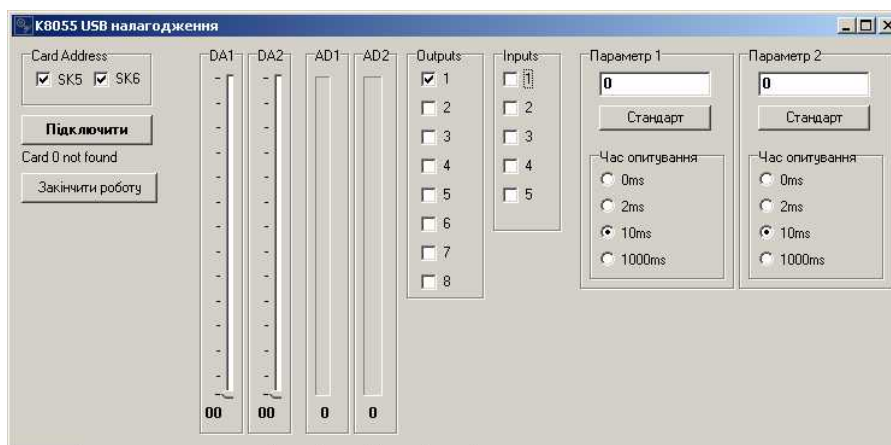 K8055 USB налагодження
Card Address
SK5 SK6
Підключити
Card 0 not found
Закінчити роботу
DA1
00
DA2
00
AD1
0
AD2
0
Outputs
1
2
3
4
5
6
7
8
Inputs
1
2
3
4
5
Параметр 1
0
Стандарт
Час опитування
0ms
2ms
10ms
1000ms
Параметр 2
0
Стандарт
Час опитування
0ms
2ms
10ms
1000ms